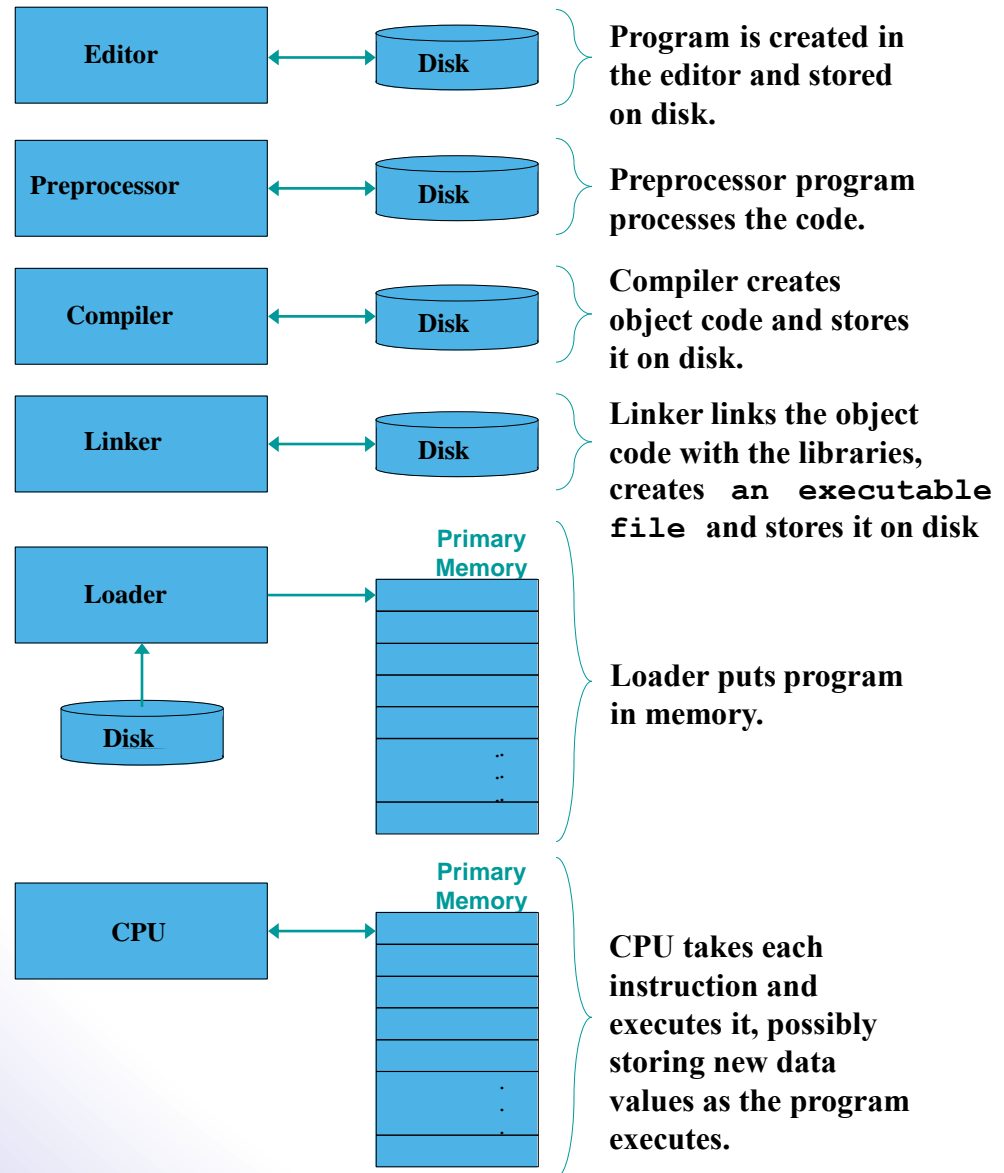 Editor
Disk
Program is created in
the editor and stored
on disk.
Preprocessor
Disk
Preprocessor program
processes the code.
Compiler
Disk
Compiler creates
object code and stores
it on disk.
Linker
Disk
Linker links the object
code with the libraries,
creates an executable
file and stores it on disk
Loader
Disk
Primary
Memory
Loader puts program
in memory.
CPU
Primary
Memory
CPU takes each
instruction and
executes it, possibly
storing new data
values as the program
executes.